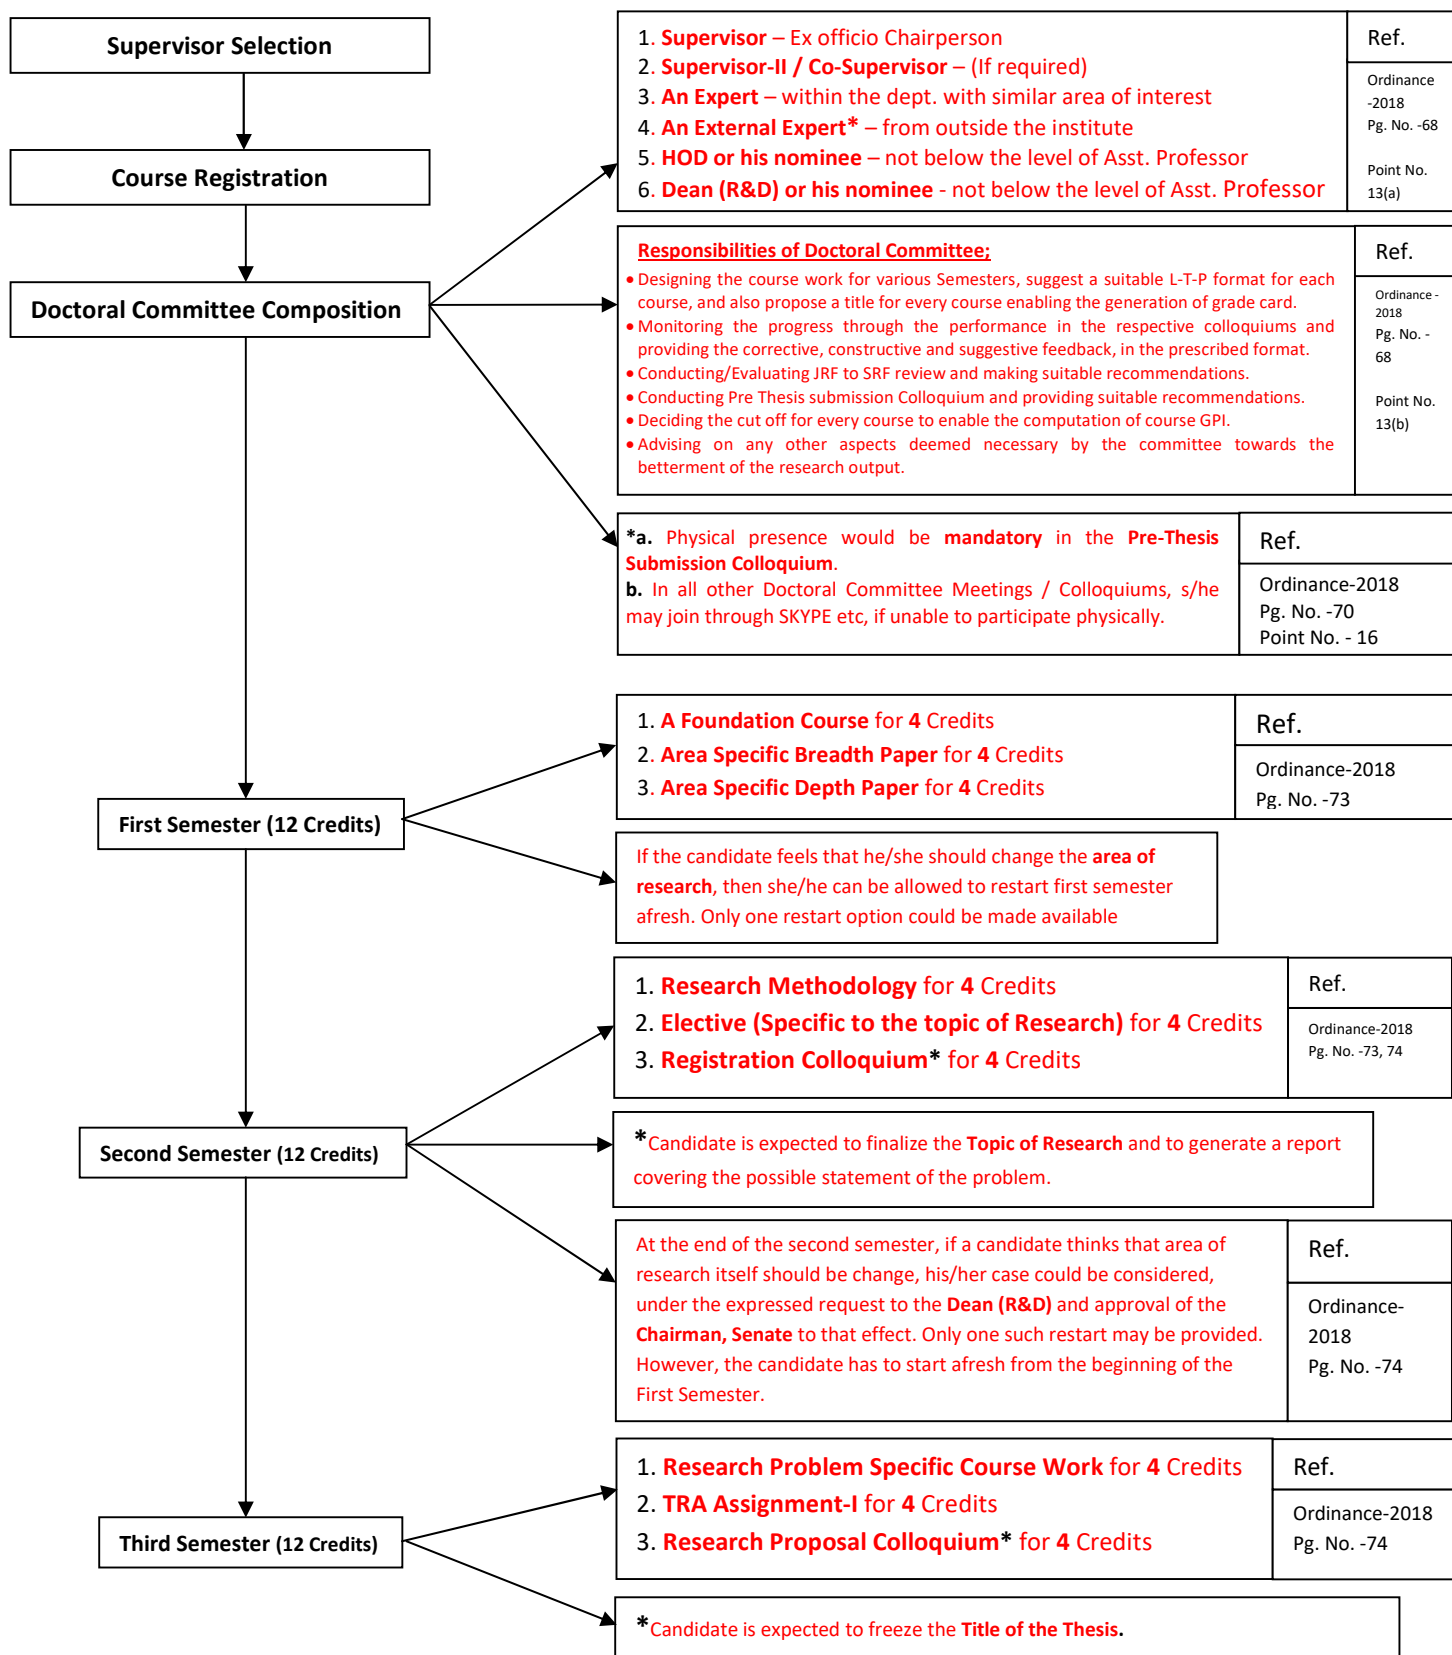 Supervisor Selection
Course Registration
Doctoral Committee Composition
1. Supervisor – Ex officio Chairperson
2. Supervisor-II / Co-Supervisor – (If required)
3. An Expert – within the dept. with similar area of interest
4. An External Expert* – from outside the institute
5. HOD or his nominee – not below the level of Asst. Professor
6. Dean (R&D) or his nominee - not below the level of Asst. Professor
Ref.
Ordinance
-2018
Pg. No. -68
Point No.
13(a)
Responsibilities of Doctoral Committee;
• Designing the course work for various Semesters, suggest a suitable L-T-P format for each
course, and also propose a title for every course enabling the generation of grade card.
• Monitoring the progress through the performance in the respective colloquiums and
providing the corrective, constructive and suggestive feedback, in the prescribed format.
• Conducting/Evaluating JRF to SRF review and making suitable recommendations.
• Conducting Pre Thesis submission Colloquium and providing suitable recommendations.
• Deciding the cut off for every course to enable the computation of course GPI.
• Advising on any other aspects deemed necessary by the committee towards the
betterment of the research output.
Ref.
Ordinance -
2018
Pg. No. -
68
Point No.
13(b)
*a. Physical presence would be mandatory in the Pre-Thesis
Submission Colloquium.
b. In all other Doctoral Committee Meetings / Colloquiums, s/he
may join through SKYPE etc, if unable to participate physically.
Ref.
Ordinance-2018
Pg. No. -70
Point No. - 16
First Semester (12 Credits)
1. A Foundation Course for 4 Credits
2. Area Specific Breadth Paper for 4 Credits
3. Area Specific Depth Paper for 4 Credits
Ref.
Ordinance-2018
Pg. No. -73
If the candidate feels that he/she should change the area of
research, then she/he can be allowed to restart first semester
afresh. Only one restart option could be made available
Second Semester (12 Credits)
1. Research Methodology for 4 Credits
2. Elective (Specific to the topic of Research) for 4 Credits
3. Registration Colloquium* for 4 Credits
Ref.
Ordinance-2018
Pg. No. -73, 74
*Candidate is expected to finalize the Topic of Research and to generate a report
covering the possible statement of the problem.
At the end of the second semester, if a candidate thinks that area of
research itself should be change, his/her case could be considered,
under the expressed request to the Dean (R&D) and approval of the
Chairman, Senate to that effect. Only one such restart may be provided.
However, the candidate has to start afresh from the beginning of the
First Semester.
Ref.
Ordinance-
2018
Pg. No. -74
Third Semester (12 Credits)
1. Research Problem Specific Course Work for 4 Credits
2. TRA Assignment-I for 4 Credits
3. Research Proposal Colloquium* for 4 Credits
Ref.
Ordinance-2018
Pg. No. -74
*Candidate is expected to freeze the Title of the Thesis.